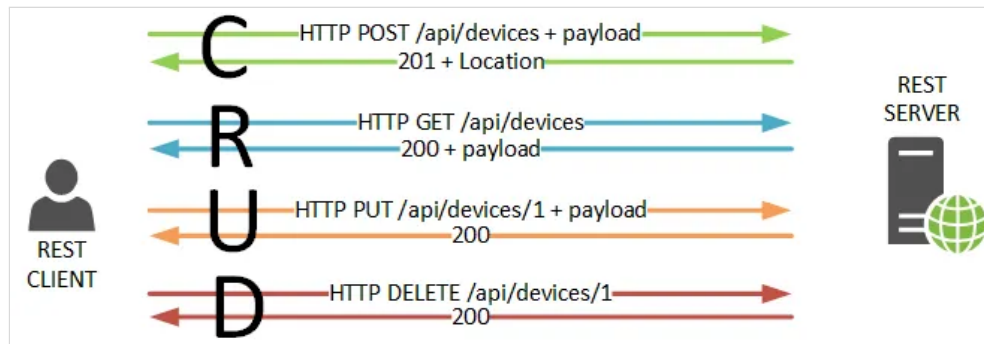 C
HTTP POST /api/devices + payload
201 + Location
R
HTTP GET /api/devices
200 + payload
U
HTTP PUT /api/devices/1 + payload
200
D
HTTP DELETE /api/devices/1
200
REST
CLIENT
REST
SERVER